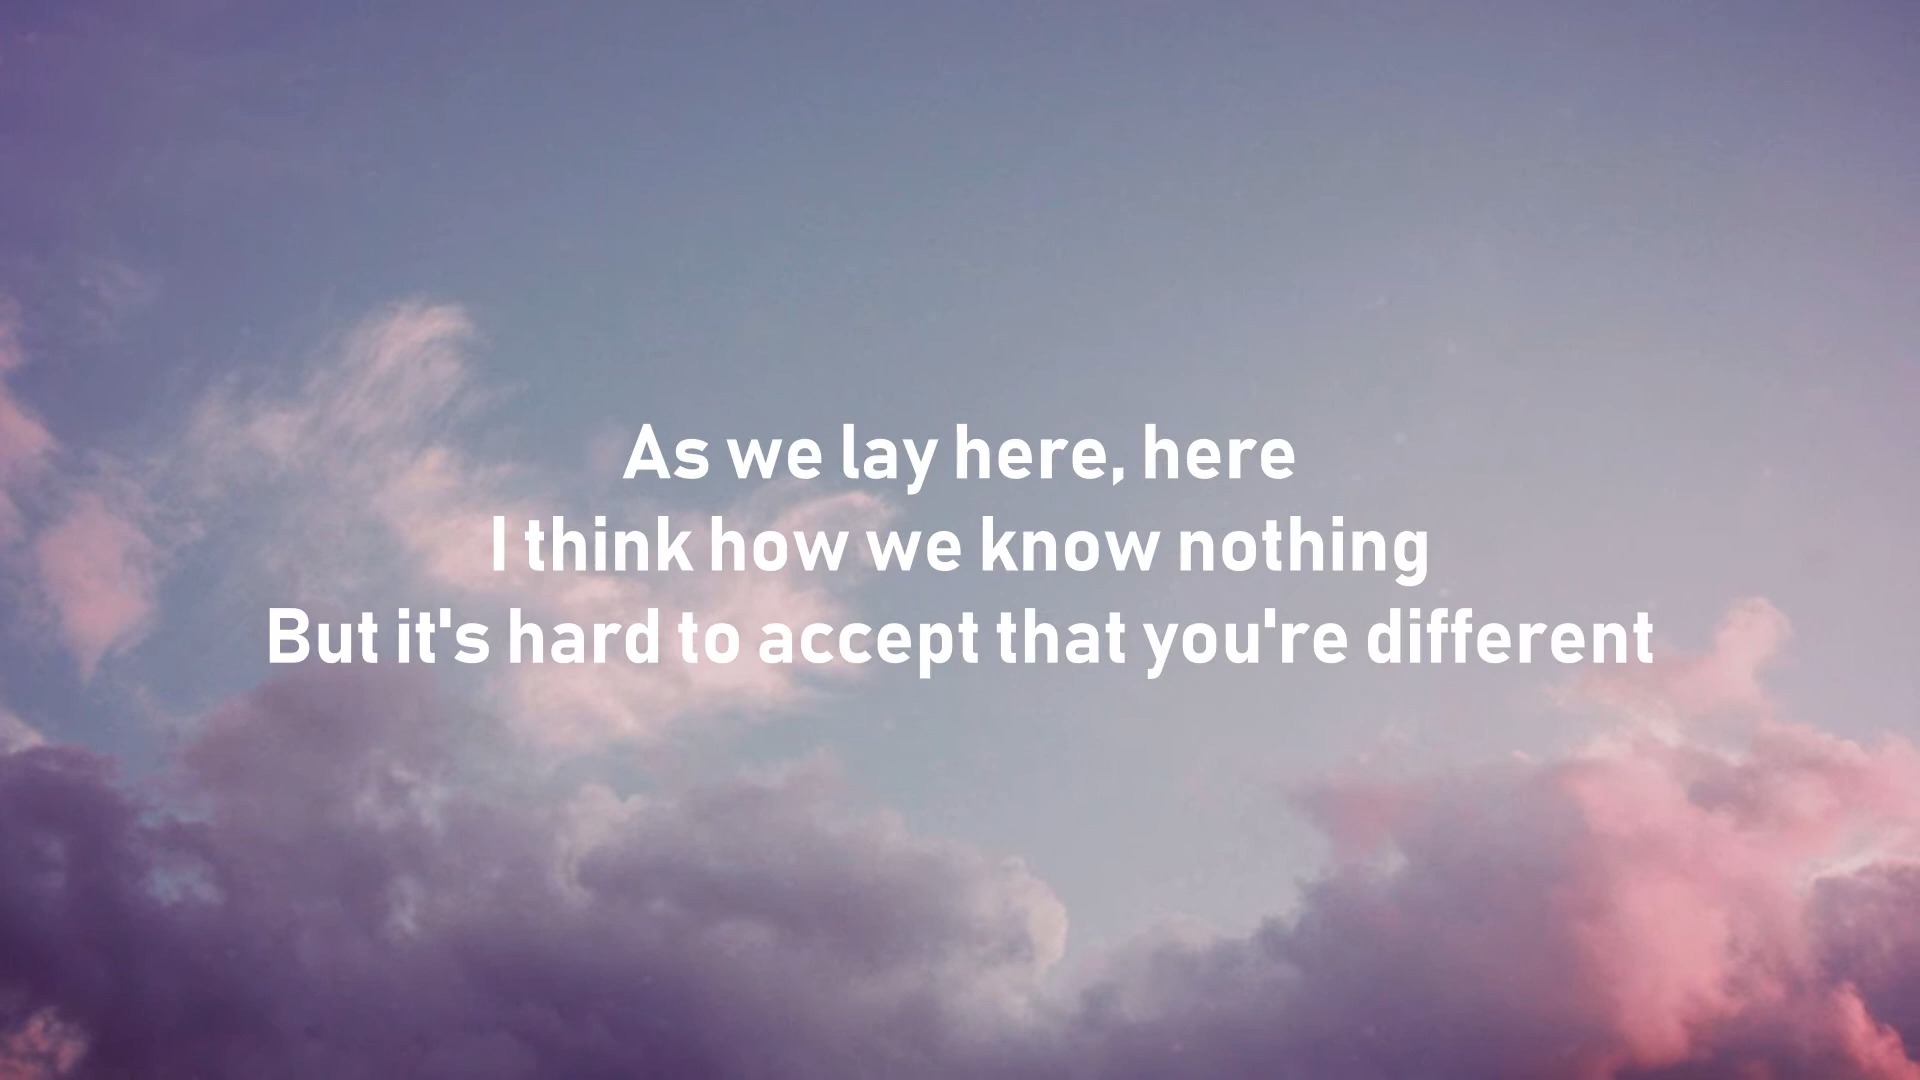 As we lay here, here
I think how we know nothing
But it's hard to accept that you're different